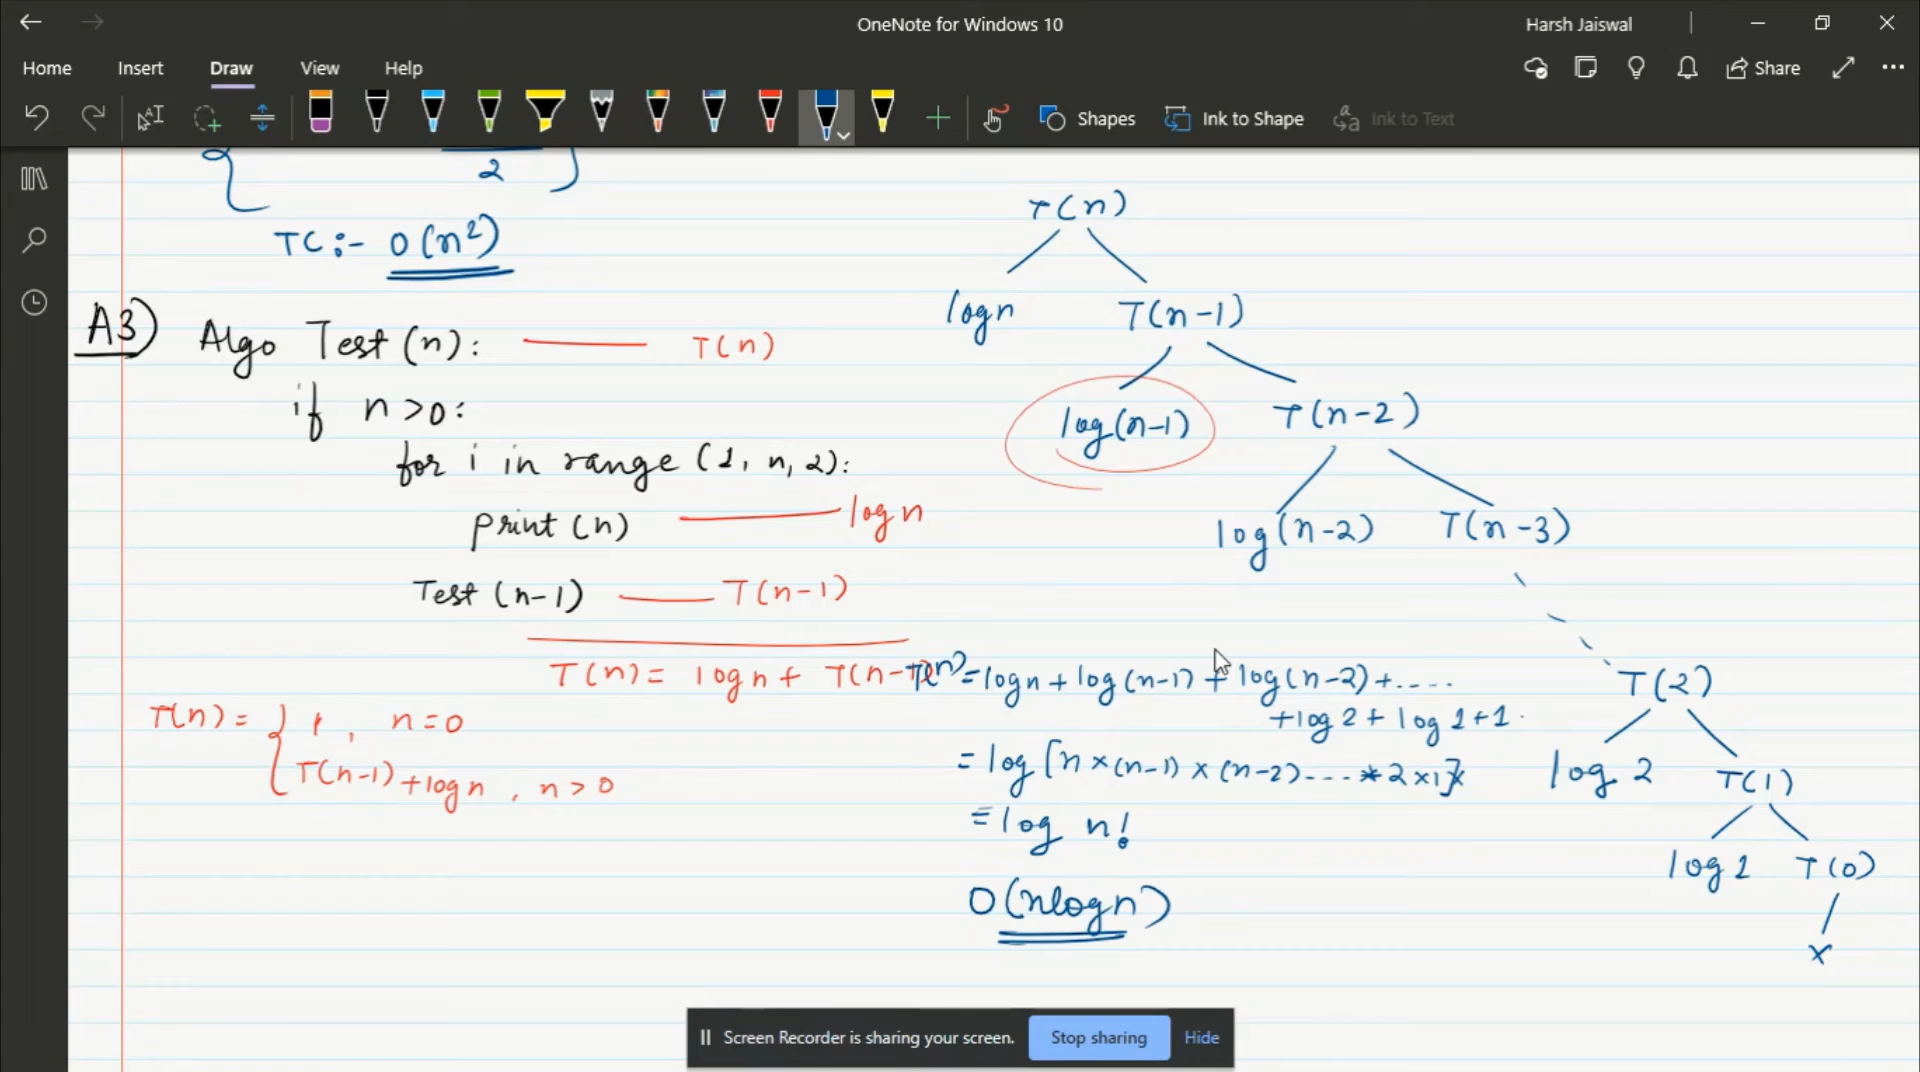 OneNote for Windows 10
Harsh Jaiswal
Home Insert Draw View Help
Share
Shapes Ink to Shape Ink to Text
2
TC :- O(n²)
A3) Algo Test (n): T(n)
if n >0:
for i in range (1, n, 2):
print (n) log n
Test (n-1) T(n-1)
T(n) = log n + T(n-1)
T(n) = { 1, n=0
T(n-1) + log n, n > 0
T(n)
log n T(n-1)
log(n-1) T(n-2)
log(n-2) T(n-3)
T(2)
log 2 T(1)
log 1 T(0)
x
T(n) = log n + log (n-1) + log (n-2) + ....
+ log 2 + log 1 + 1.
= log [n × (n-1) × (n-2) .... * 2 × 1]
= log n!
O(nlogn)
Screen Recorder is sharing your screen. Stop sharing Hide